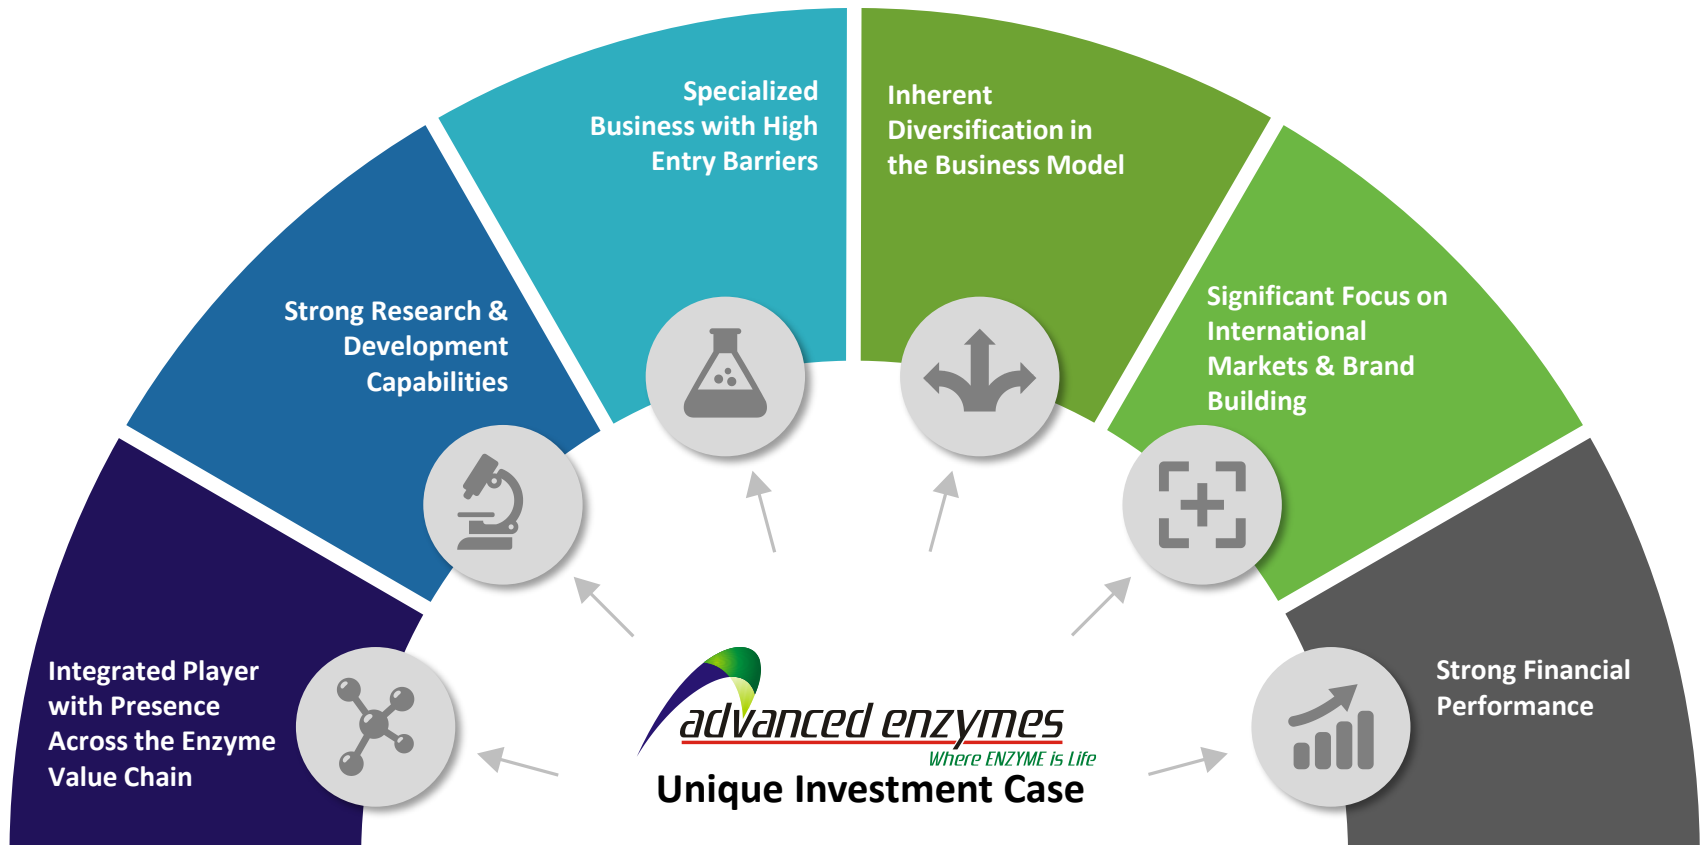 Specialized
Business with High
Entry Barriers
Inherent
Diversification in
the Business Model
Strong Research &
Development
Capabilities
Significant Focus on
International
Markets & Brand
Building
Integrated Player
with Presence
Across the Enzyme
Value Chain
Strong Financial
Performance
advanced enzymes
Where ENZYME is Life
Unique Investment Case